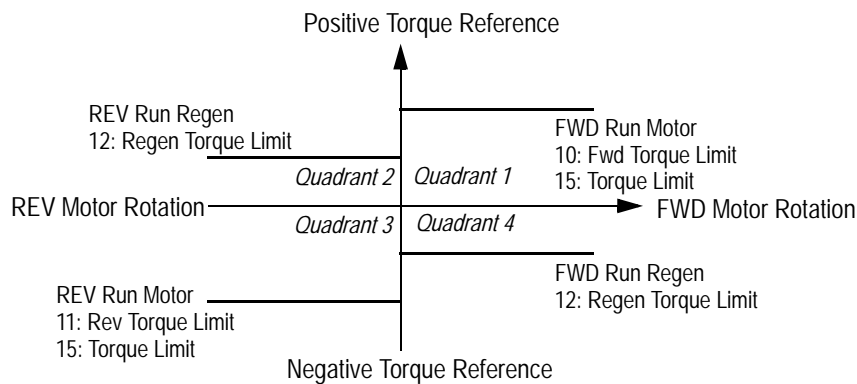 Positive Torque Reference
REV Run Regen
12: Regen Torque Limit
FWD Run Motor
10: Fwd Torque Limit
15: Torque Limit
Quadrant 2
Quadrant 1
REV Motor Rotation
FWD Motor Rotation
Quadrant 3
Quadrant 4
FWD Run Regen
12: Regen Torque Limit
REV Run Motor
11: Rev Torque Limit
15: Torque Limit
Negative Torque Reference